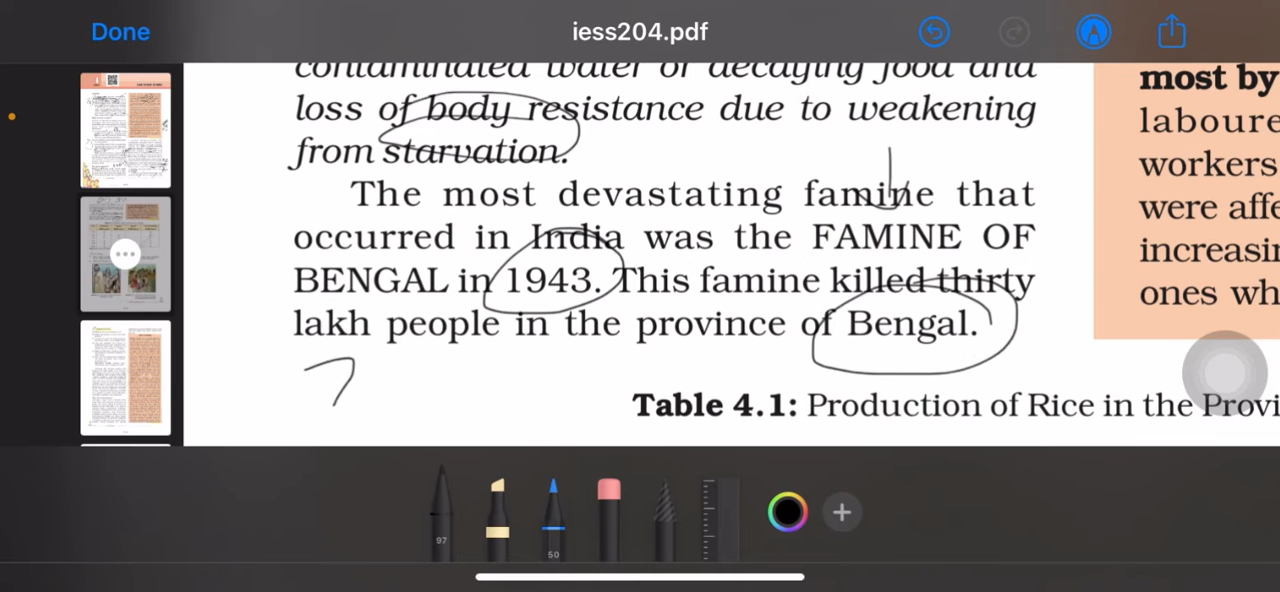 Done
iess204.pdf
contaminated water or decaying food and
loss of body resistance due to weakening
from starvation.
The most devastating famine that
occurred in India was the FAMINE OF
BENGAL in 1943. This famine killed thirty
lakh people in the province of Bengal.
Table 4.1: Production of Rice in the Provi
most by
laboure
workers
were affe
increasin
ones wh
97
50